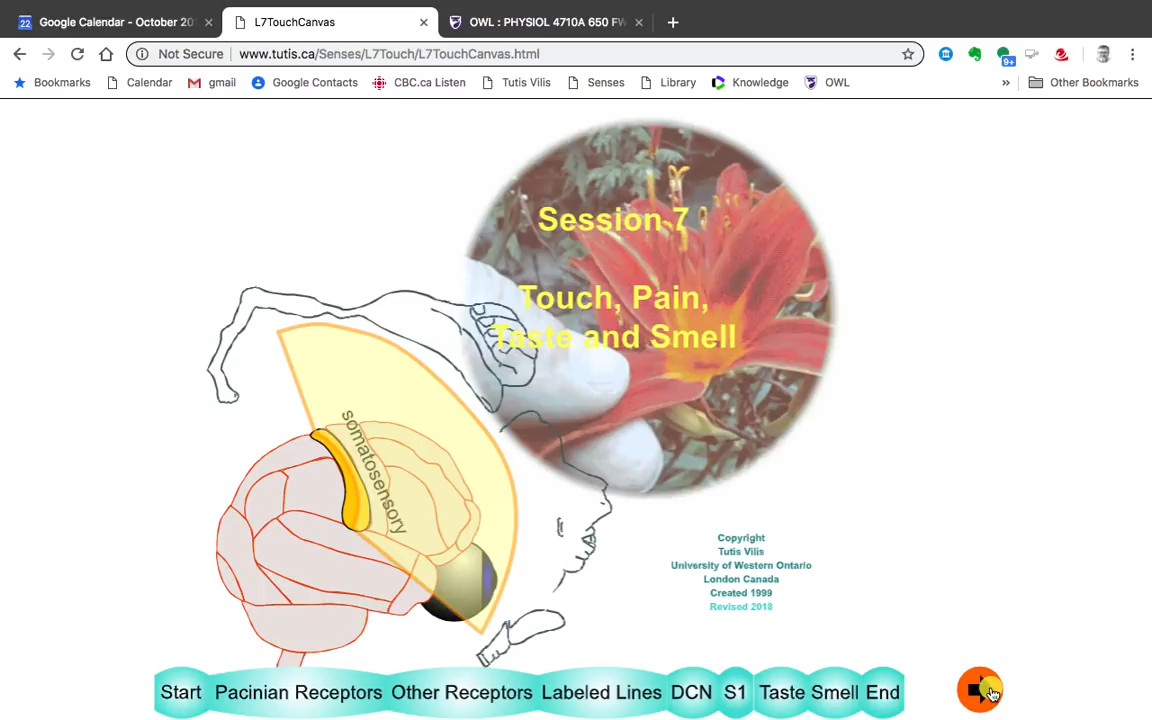 Google Calendar - October 20
L7TouchCanvas
OWL : PHYSIOL 4710A 650 FW
Not Secure
www.tutis.ca/Senses/L7Touch/L7TouchCanvas.html
9+
Bookmarks
Calendar
gmail
Google Contacts
CBC.ca Listen
Tutis Vilis
Senses
Library
Knowledge
OWL
»
Other Bookmarks
Session 7
Touch, Pain,
Taste and Smell
somatosensory
Copyright
Tutis Vilis
University of Western Ontario
London Canada
Created 1999
Revised 2018
Start
Pacinian Receptors
Other Receptors
Labeled Lines
DCN
S1
Taste
Smell
End